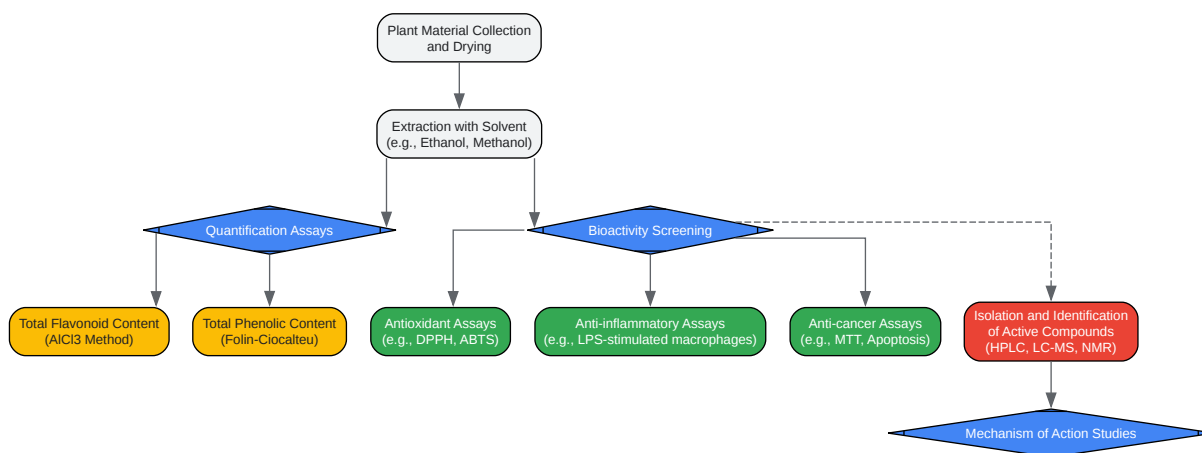 Plant Material Collection
and Drying
Extraction with Solvent
(e.g., Ethanol, Methanol)
Quantification Assays
Bioactivity Screening
Total Flavonoid Content
(AlCl3 Method)
Total Phenolic Content
(Folin-Ciocalteu)
Antioxidant Assays
(e.g., DPPH, ABTS)
Anti-inflammatory Assays
(e.g., LPS-stimulated macrophages)
Anti-cancer Assays
(e.g., MTT, Apoptosis)
Isolation and Identification
of Active Compounds
(HPLC, LC-MS, NMR)
Mechanism of Action Studies